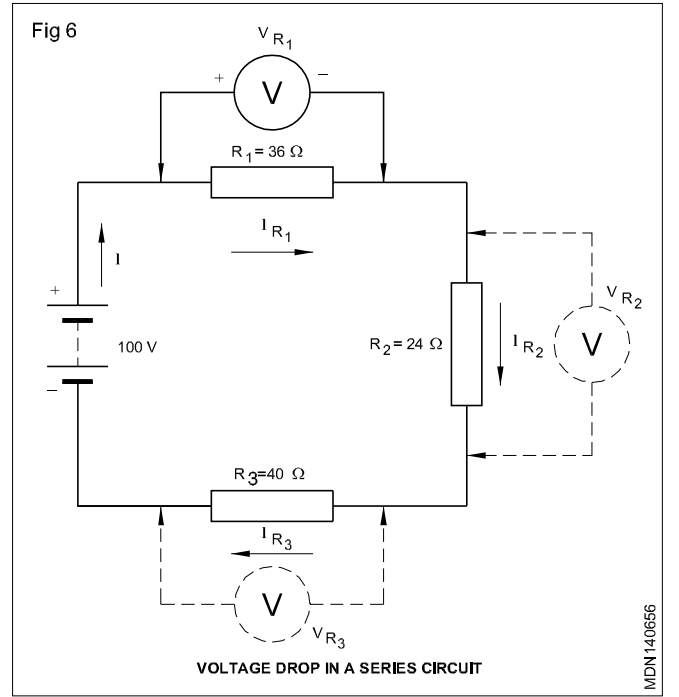 Fig 6
V R1
+ −
V
R1= 36 Ω
I R1
I
+
100 V
−
R2= 24 Ω
I R2
V R2
V
R3=40 Ω
I R3
V
V R3
VOLTAGE DROP IN A SERIES CIRCUIT
MDN140656